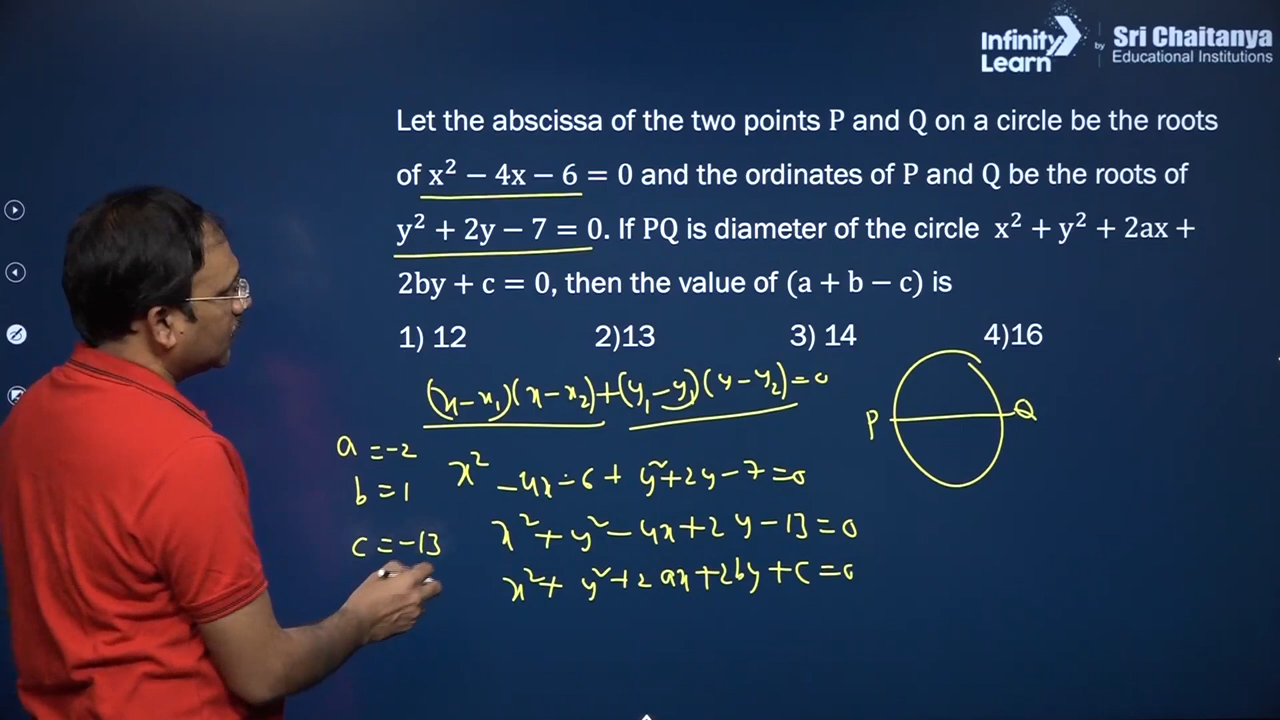 Infinity Learn by Sri Chaitanya Educational Institutions
Let the abscissa of the two points P and Q on a circle be the roots
of x² − 4x − 6 = 0 and the ordinates of P and Q be the roots of
y² + 2y − 7 = 0. If PQ is diameter of the circle x² + y² + 2ax +
2by + c = 0, then the value of (a + b − c) is
1) 12 2)13 3) 14 4)16
(x-x₁)(x-x₂)+(y₁-y₁)(y-y₂)=0
P Q
a=-2
b=1
c=-13
x²-4x-6+y²+2y-7=0
x²+y²-4x+2y-13=0
x²+y²+2ax+2by+c=0